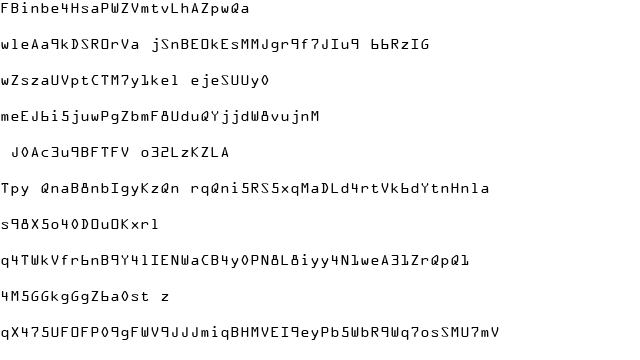 FBinbe4HsaPWZVmtvLhAZpwQa
wleAa9kDSROrVa jSnBEOkEsMMJgr9f7JIu9 66RzIG
wZszaUVptCTM7y1kel ejeSUUy0
meEJ6i5juwPgZbmF8UduQYjjdW8vujnM
J0Ac3u9BFTFV o32LzKZLA
Tpy QnaB8nbIgyKzQn rqQni5RS5xqMaDLd4rtVk6dYtnHnla
s98X5o40DOuOKxrl
q4TWkVfr6nB9Y4lIENWaCB4y0PN8L8iyy4N1weA31ZrQpQ1
4M5GGkgGgZ6a0st z
qX475UFOFP09gFWV9JJJmiqBHMVEI9eyPb5WbR9Wq7osSMU7mV